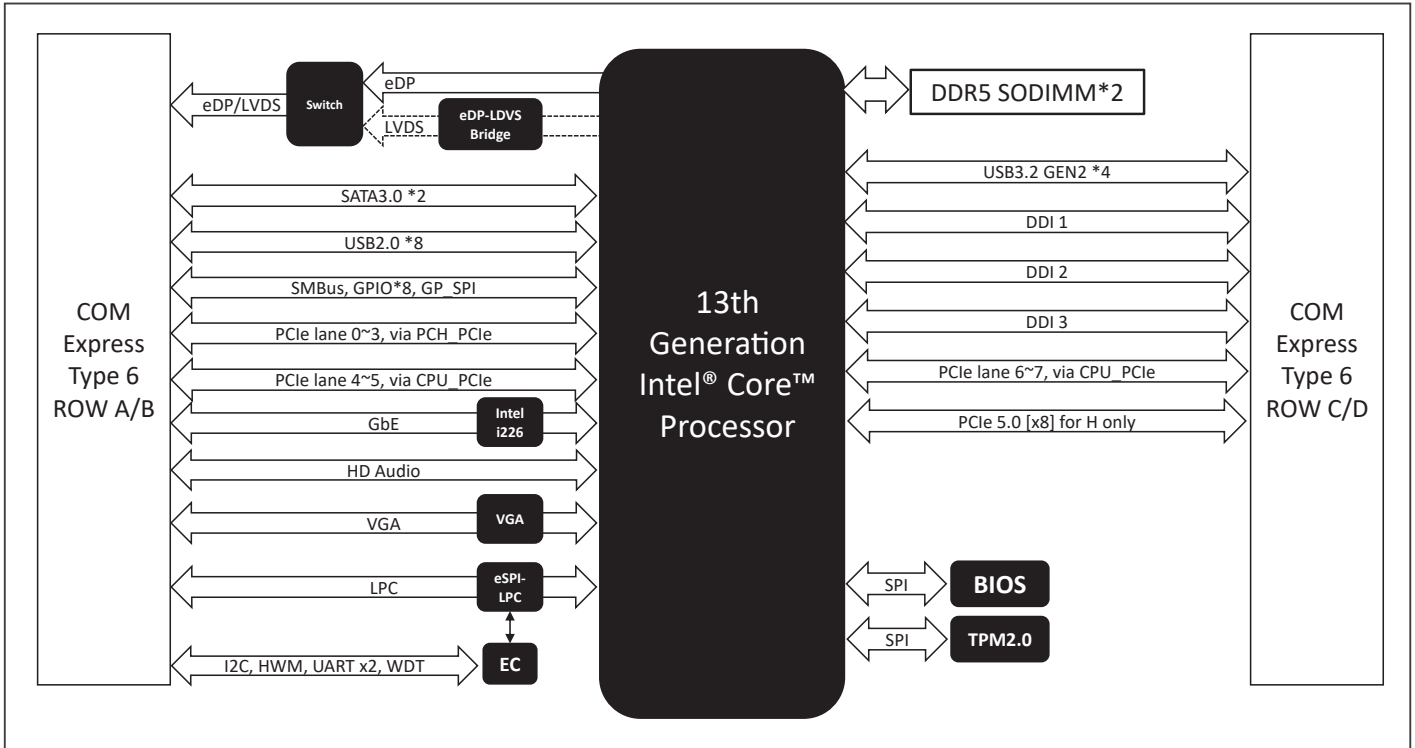 COM
Express
Type 6
ROW A/B
eDP/LVDS
Switch
eDP
LVDS
eDP-LDVS
Bridge
SATA3.0 *2
USB2.0 *8
SMBus, GPIO*8, GP_SPI
PCIe lane 0~3, via PCH_PCIe
PCIe lane 4~5, via CPU_PCIe
GbE
Intel
i226
HD Audio
VGA
VGA
LPC
eSPI-
LPC
I2C, HWM, UART x2, WDT
EC
13th
Generation
Intel® Core™
Processor
DDR5 SODIMM*2
USB3.2 GEN2 *4
DDI 1
DDI 2
DDI 3
PCIe lane 6~7, via CPU_PCIe
PCIe 5.0 [x8] for H only
SPI
BIOS
SPI
TPM2.0
COM
Express
Type 6
ROW C/D